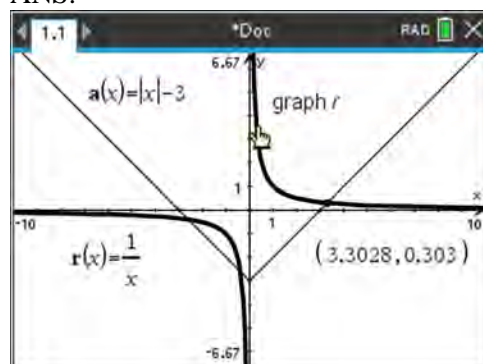 ANS:
1.1 *Doc RAD
6.67 y
a(x)=|x|-3
graph r
1
x
-10 1 10
r(x)=1/x
(3.3028,0.303)
-6.67